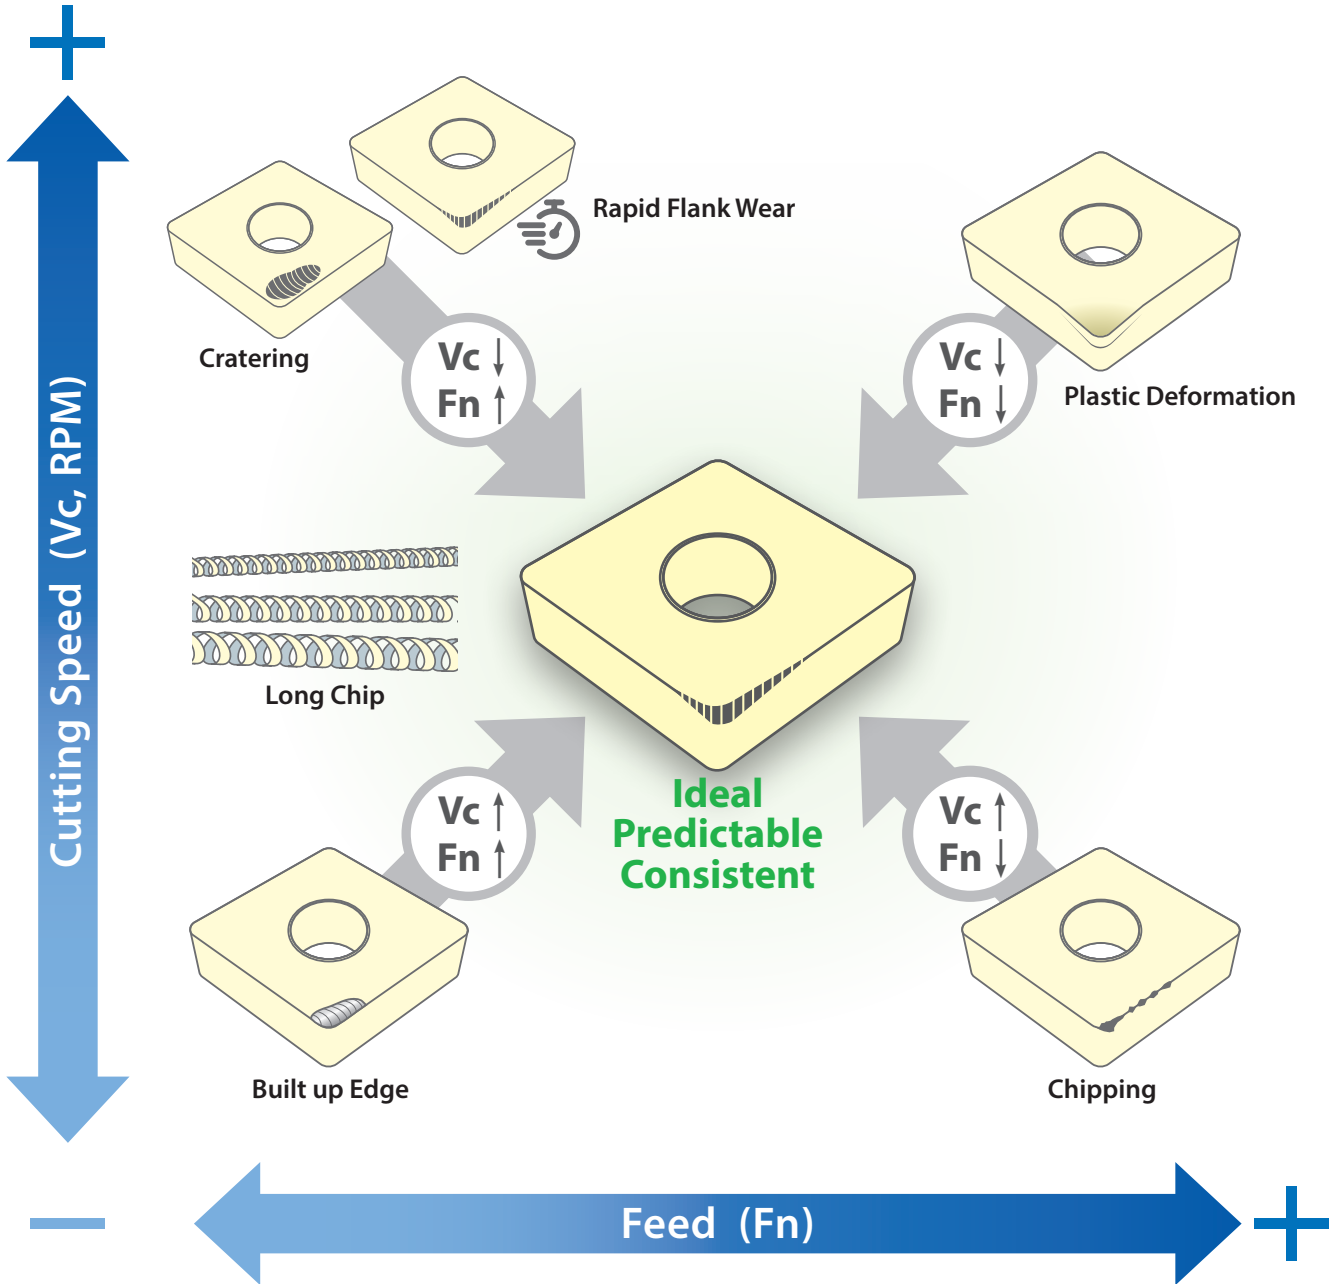 Rapid Flank Wear
Cratering
Vc ↓
Fn ↑
Vc ↓
Fn ↓
Plastic Deformation
Cutting Speed (Vc, RPM)
Long Chip
Ideal
Predictable
Consistent
Vc ↑
Fn ↑
Vc ↑
Fn ↓
Built up Edge
Chipping
Feed (Fn)